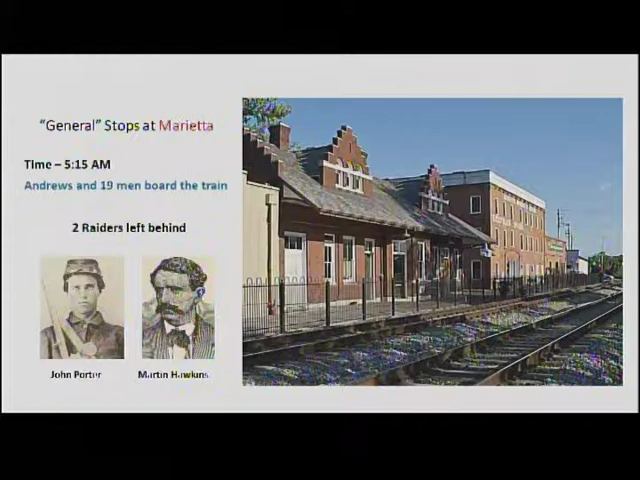 "General" Stops at Marietta
Time – 5:15 AM
Andrews and 19 men board the train
2 Raiders left behind
John Porter
Martin Hawkins